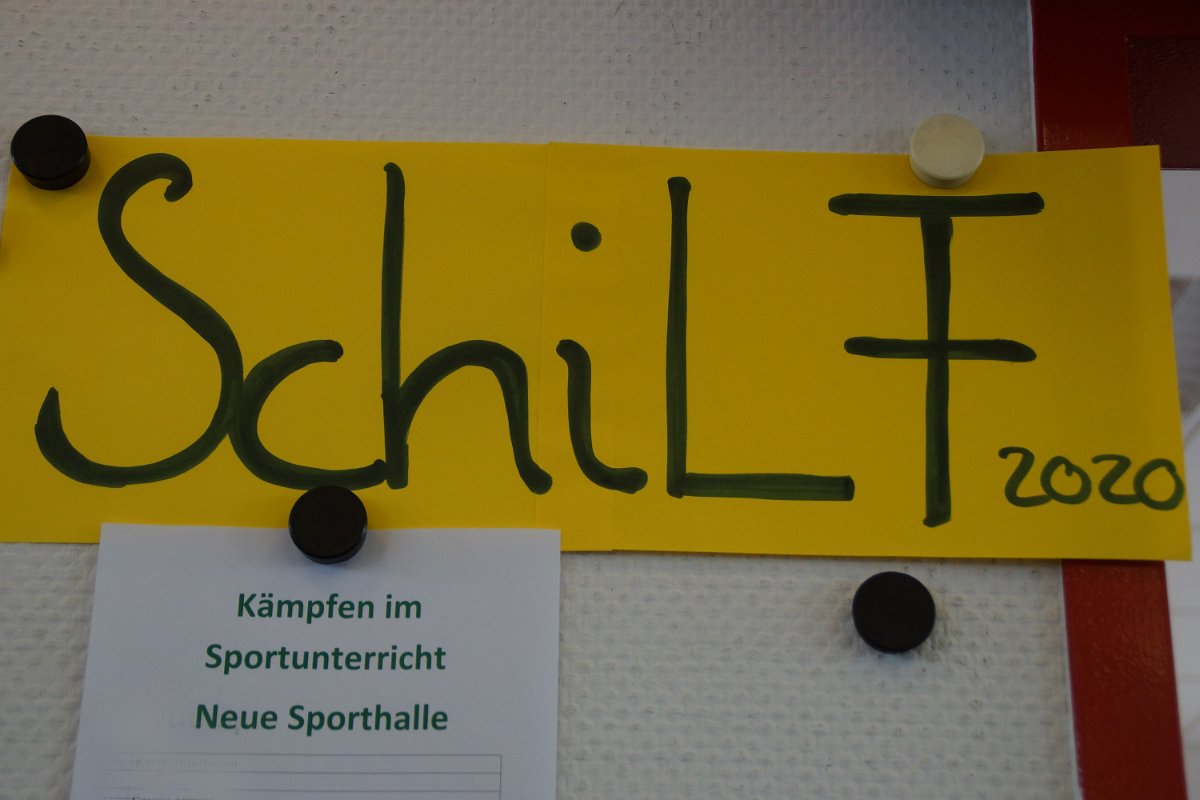 SchiLF
2020
Kämpfen im
Sportunterricht
Neue Sporthalle